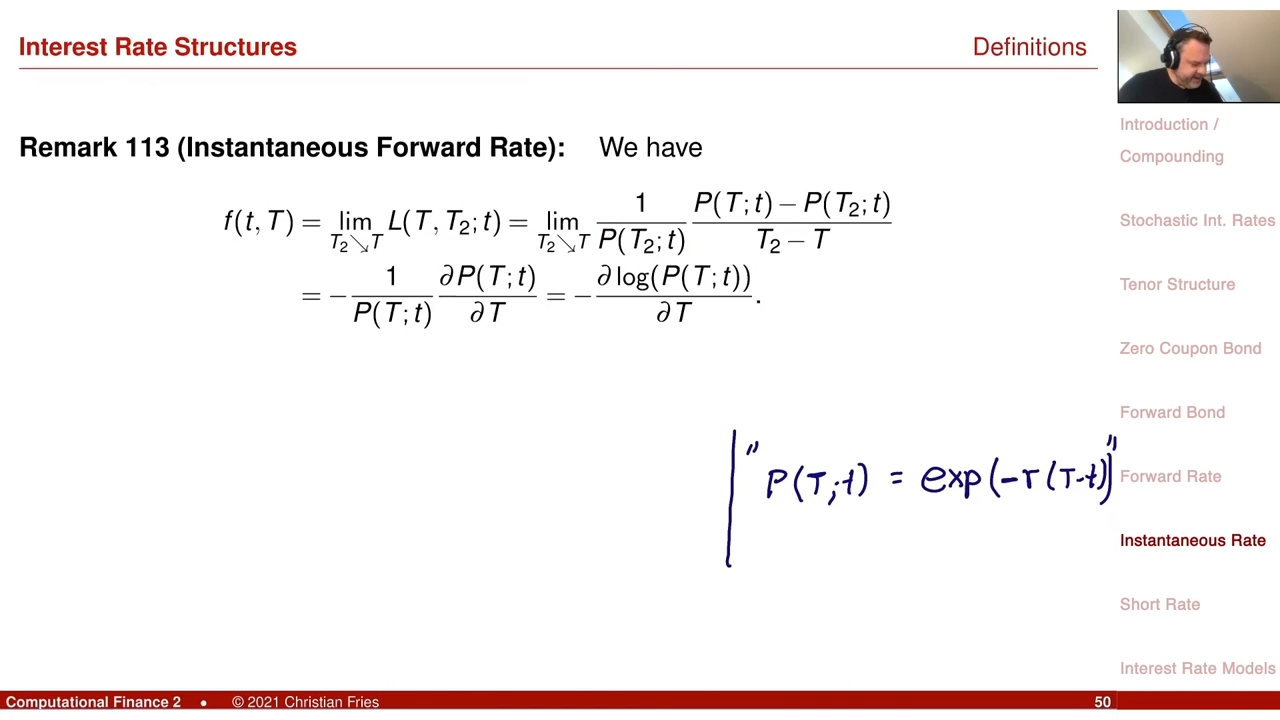 Interest Rate Structures Definitions
Remark 113 (Instantaneous Forward Rate): We have
f(t, T) = lim_{T₂↘T} L(T, T₂; t) = lim_{T₂↘T} 1/P(T₂; t) (P(T; t) − P(T₂; t))/(T₂ − T)
= − 1/P(T; t) ∂P(T; t)/∂T = − ∂ log(P(T; t))/∂T .
"P(T;t) = exp(-r(T-t))"
Introduction /
Compounding
Stochastic Int. Rates
Tenor Structure
Zero Coupon Bond
Forward Bond
Forward Rate
Instantaneous Rate
Short Rate
Interest Rate Models
Computational Finance 2 • © 2021 Christian Fries 50